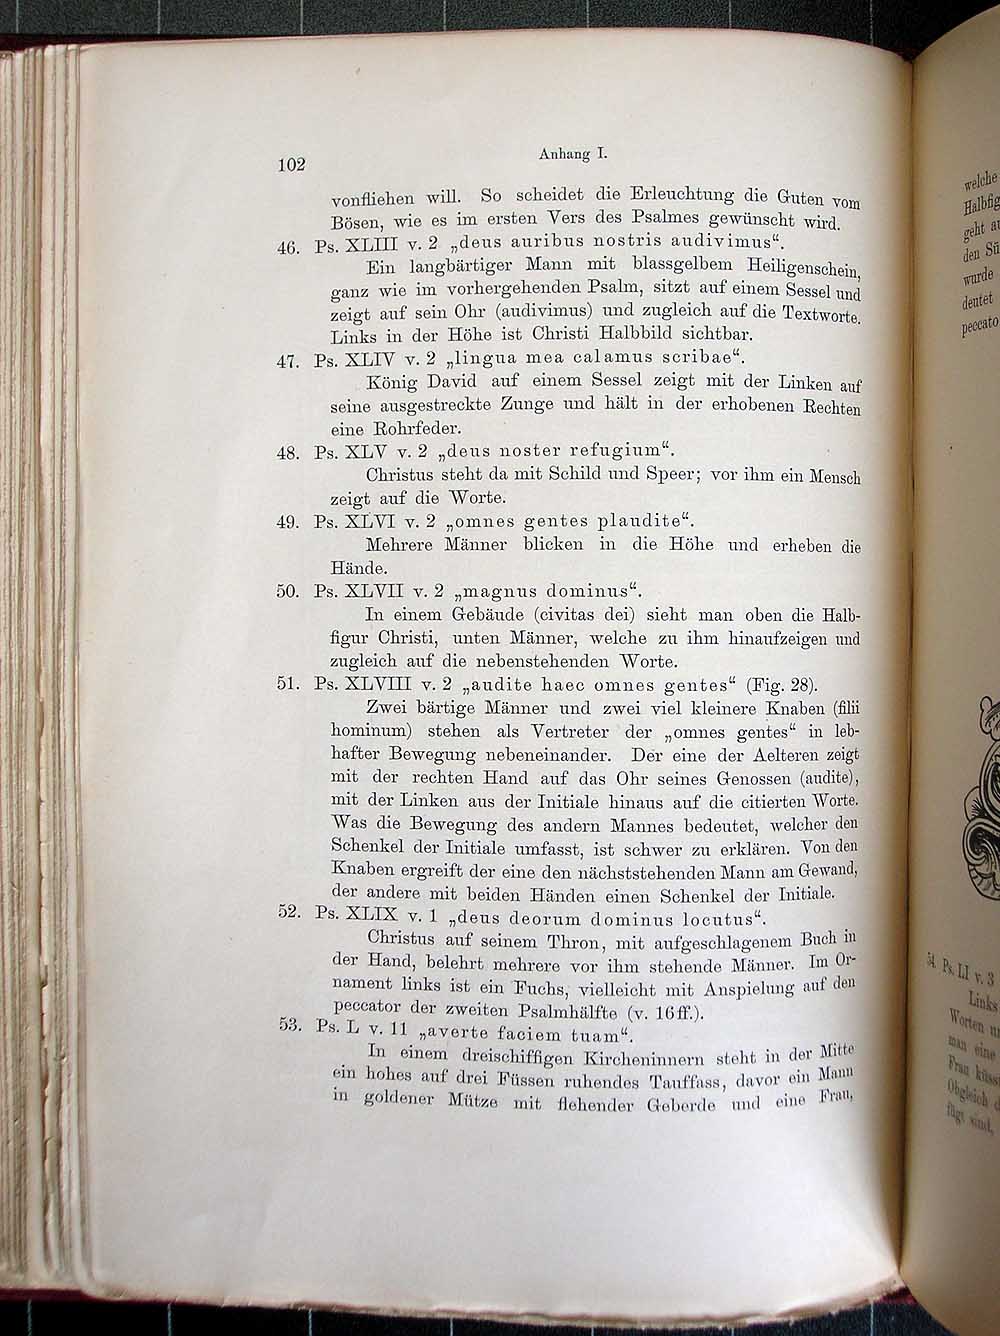 102
Anhang I.
vonfliehen will. So scheidet die Erleuchtung die Guten vom
Bösen, wie es im ersten Vers des Psalmes gewünscht wird.
46. Ps. XLIII v. 2 „deus auribus nostris audivimus“.
Ein langbärtiger Mann mit blassgelbem Heiligenschein,
ganz wie im vorhergehenden Psalm, sitzt auf einem Sessel und
zeigt auf sein Ohr (audivimus) und zugleich auf die Textworte.
Links in der Höhe ist Christi Halbbild sichtbar.
47. Ps. XLIV v. 2 „lingua mea calamus scribae“.
König David auf einem Sessel zeigt mit der Linken auf
seine ausgestreckte Zunge und hält in der erhobenen Rechten
eine Rohrfeder.
48. Ps. XLV v. 2 „deus noster refugium“.
Christus steht da mit Schild und Speer; vor ihm ein Mensch
zeigt auf die Worte.
49. Ps. XLVI v. 2 „omnes gentes plaudite“.
Mehrere Männer blicken in die Höhe und erheben die
Hände.
50. Ps. XLVII v. 2 „magnus dominus“.
In einem Gebäude (civitas dei) sieht man oben die Halb-
figur Christi, unten Männer, welche zu ihm hinaufzeigen und
zugleich auf die nebenstehenden Worte.
51. Ps. XLVIII v. 2 „audite haec omnes gentes“ (Fig. 28).
Zwei bärtige Männer und zwei viel kleinere Knaben (filii
hominum) stehen als Vertreter der „omnes gentes“ in leb-
hafter Bewegung nebeneinander. Der eine der Aelteren zeigt
mit der rechten Hand auf das Ohr seines Genossen (audite),
mit der Linken aus der Initiale hinaus auf die citierten Worte.
Was die Bewegung des andern Mannes bedeutet, welcher den
Schenkel der Initiale umfasst, ist schwer zu erklären. Von den
Knaben ergreift der eine den nächststehenden Mann am Gewand,
der andere mit beiden Händen einen Schenkel der Initiale.
52. Ps. XLIX v. 1 „deus deorum dominus locutus“.
Christus auf seinem Thron, mit aufgeschlagenem Buch in
der Hand, belehrt mehrere vor ihm stehende Männer. Im Or-
nament links ist ein Fuchs, vielleicht mit Anspielung auf den
peccator der zweiten Psalmhälfte (v. 16 ff.).
53. Ps. L v. 11 „averte faciem tuam“.
In einem dreischiffigen Kircheninnern steht in der Mitte
ein hohes auf drei Füssen ruhendes Tauffass, davor ein Mann
in goldener Mütze mit flehender Geberde und eine Frau,
welche
Halbfig
geht au
den Sü
wurde
deutet
peccato
54. Ps. LI v. 3
Links
Worten un
man eine
Frau küss
Obgleich d
fügt sind,